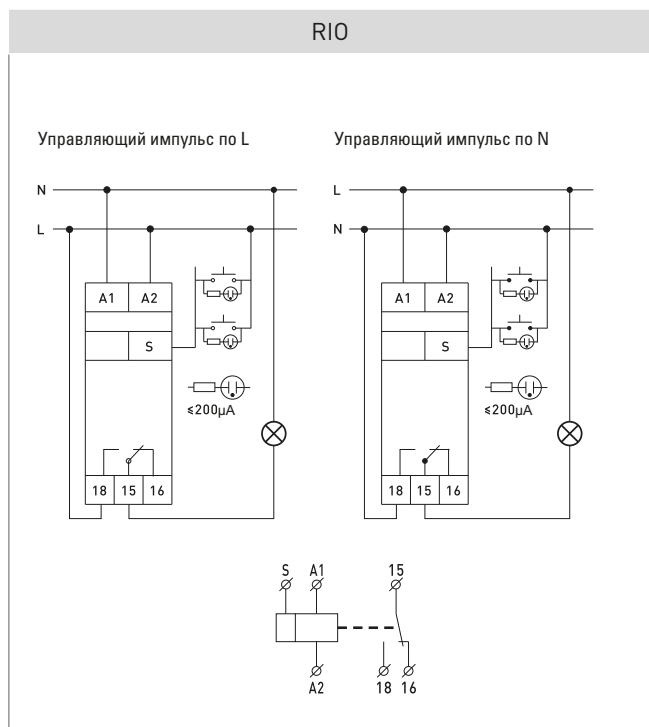 RIO
Управляющий импульс по L
Управляющий импульс по N
N
L
A1 A2
S
≤200µA
18 15 16
L
N
A1 A2
S
≤200µA
18 15 16
S A1 15
A2 18 16